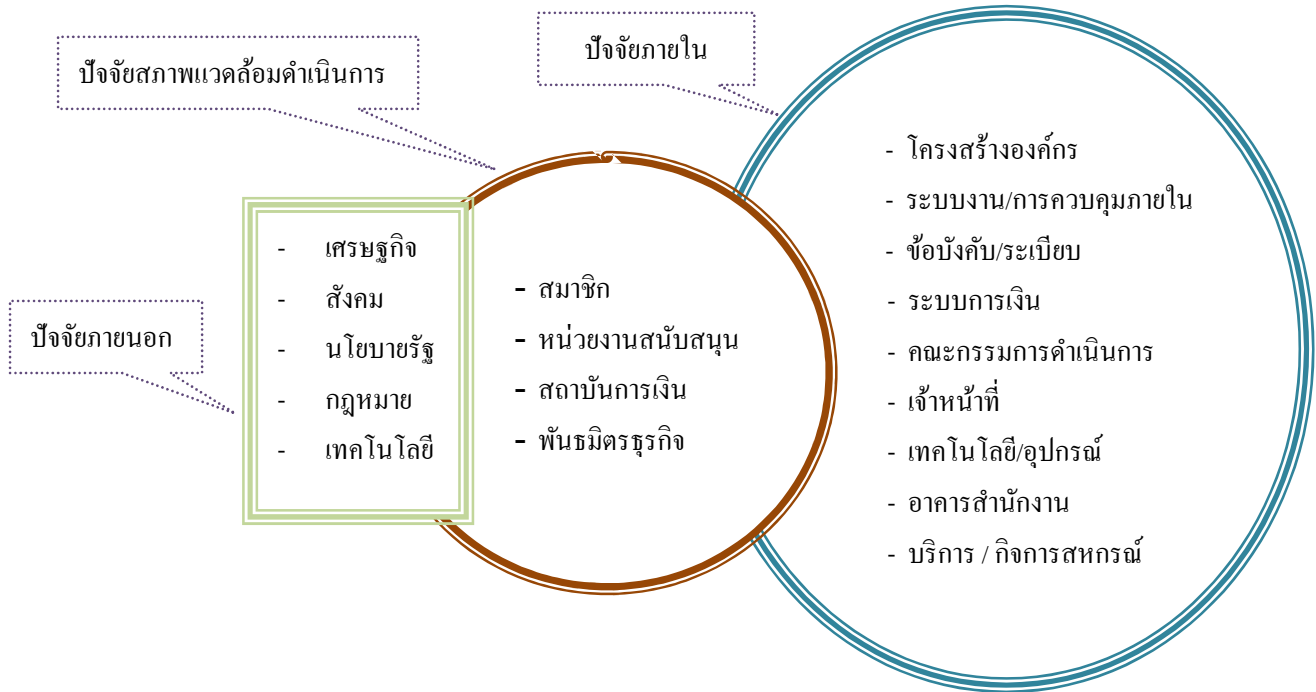 ปัจจัยภายใน
ปัจจัยสภาพแวดล้อมดำเนินการ
ปัจจัยภายนอก
- เศรษฐกิจ
- สังคม
- นโยบายรัฐ
- กฎหมาย
- เทคโนโลยี
- สมาชิก
- หน่วยงานสนับสนุน
- สถาบันการเงิน
- พันธมิตรธุรกิจ
- โครงสร้างองค์กร
- ระบบงาน/การควบคุมภายใน
- ข้อบังคับ/ระเบียบ
- ระบบการเงิน
- คณะกรรมการดำเนินการ
- เจ้าหน้าที่
- เทคโนโลยี/อุปกรณ์
- อาคารสำนักงาน
- บริการ / กิจการสหกรณ์